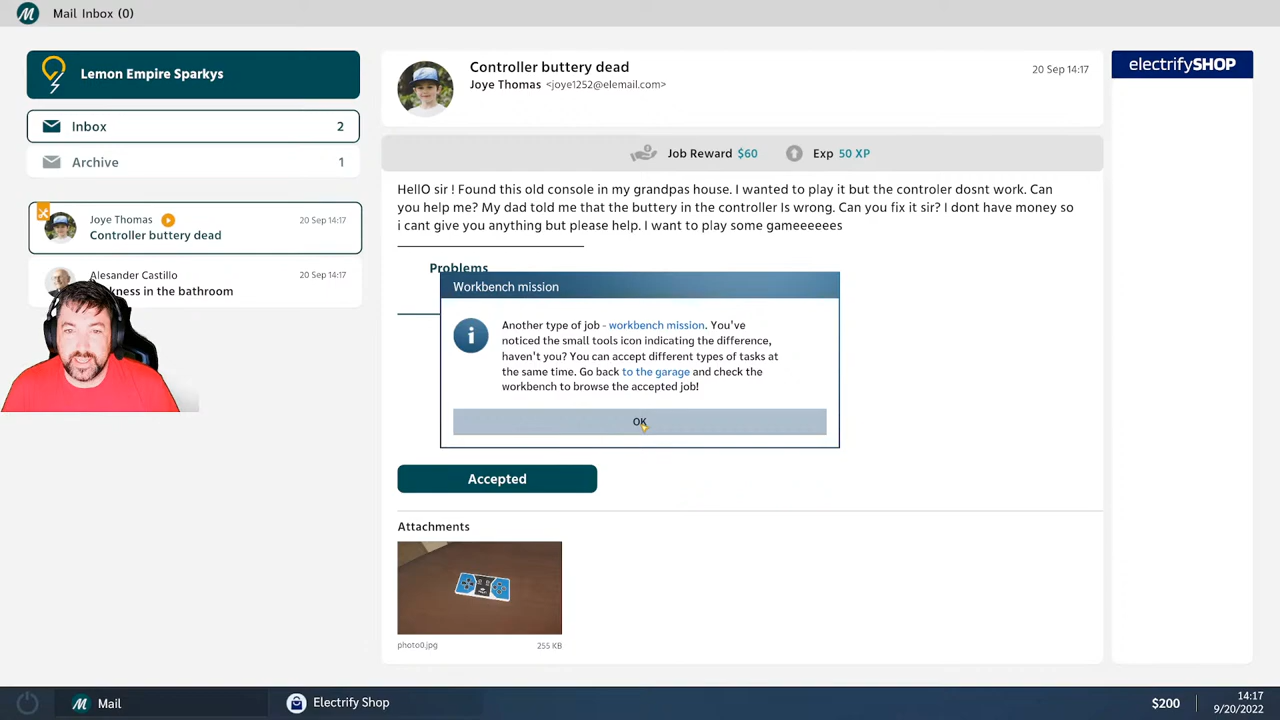 Mail Inbox (0)
Lemon Empire Sparkys
Inbox 2
Archive 1
Joye Thomas 20 Sep 14:17
Controller buttery dead
Alesander Castillo 20 Sep 14:17
kness in the bathroom
Controller buttery dead
Joye Thomas <joye1252@elemail.com>
20 Sep 14:17
Job Reward $60 Exp 50 XP
HellO sir ! Found this old console in my grandpas house. I wanted to play it but the controler dosnt work. Can
you help me? My dad told me that the buttery in the controller Is wrong. Can you fix it sir? I dont have money so
i cant give you anything but please help. I want to play some gameeeeees
Problems
Workbench mission
Another type of job - workbench mission. You've
noticed the small tools icon indicating the difference,
haven't you? You can accept different types of tasks at
the same time. Go back to the garage and check the
workbench to browse the accepted job!
OK
Accepted
Attachments
photo0.jpg 255 KB
electrifySHOP
Mail
Electrify Shop
$200
14:17
9/20/2022